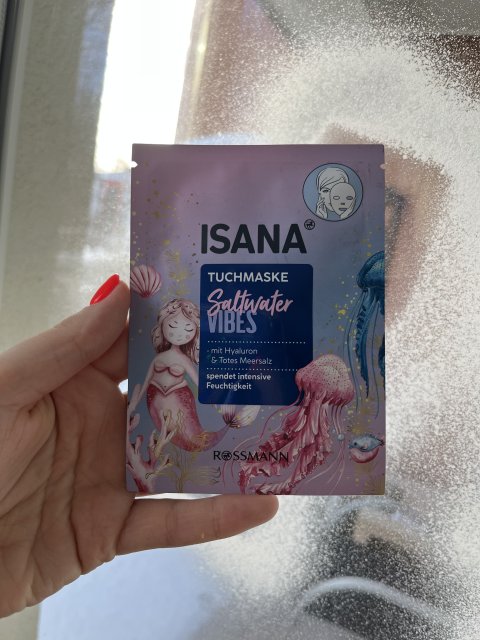 ISANA
TUCHMASKE
Saltwater
VIBES
mit Hyaluron
& Totes Meersalz
spendet intensive
Feuchtigkeit
ROSSMANN